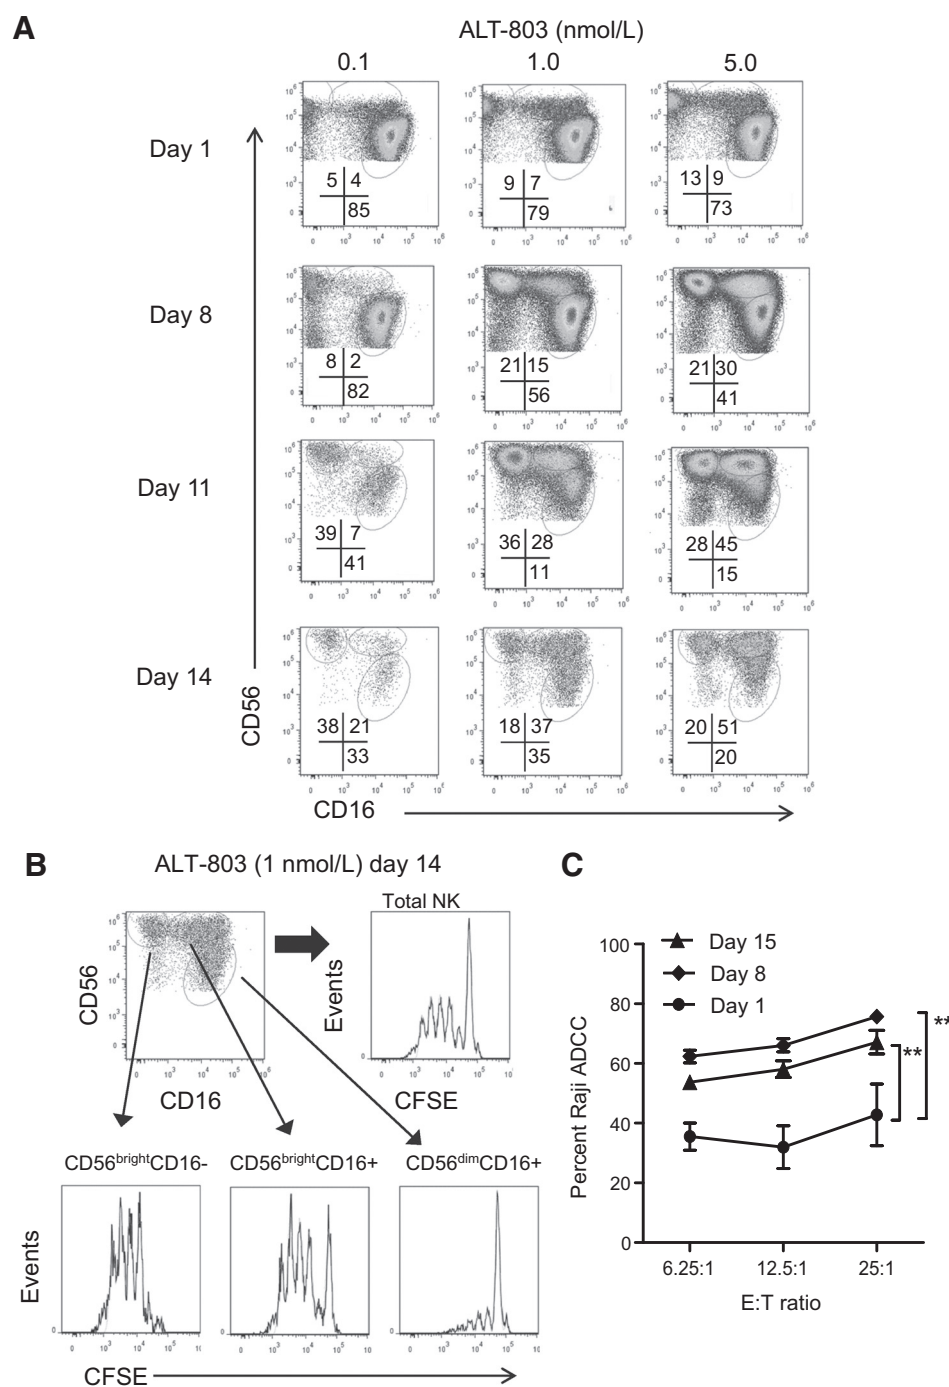 A
ALT-803 (nmol/L)
0.1 1.0 5.0
Day 1
5 4
85
9 7
79
13 9
73
Day 8
8 2
82
21 15
56
21 30
41
Day 11
39 7
41
36 28
11
28 45
15
Day 14
38 21
33
18 37
35
20 51
20
CD56
CD16
B
ALT-803 (1 nmol/L) day 14
Total NK
CD56
CD16
Events
CFSE
CD56brightCD16-
CD56brightCD16+
CD56dimCD16+
Events
CFSE
C
Day 15
Day 8
Day 1
Percent Raji ADCC
100
80
60
40
20
0
**
**
6.25:1 12.5:1 25:1
E:T ratio